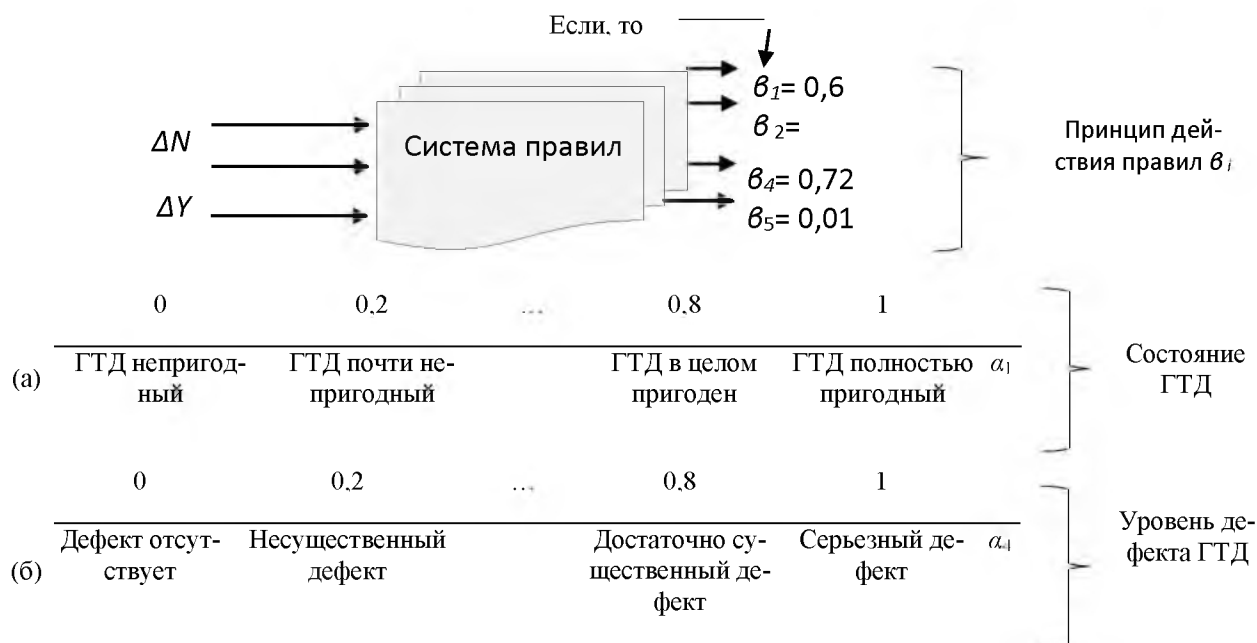 Если, то
ΔN
ΔY
Система правил
в1= 0,6
в 2=
в4= 0,72
в5= 0,01
Принцип дей-
ствия правил в i
0 0,2 ... 0,8 1
(а)
ГТД непригод-
ный
ГТД почти не-
пригодный
ГТД в целом
пригоден
ГТД полностью
пригодный
α1
Состояние
ГТД
0 0,2 ... 0,8 1
(б)
Дефект отсут-
ствует
Несущественный
дефект
Достаточно су-
щественный де-
фект
Серьезный де-
фект
α4
Уровень де-
фекта ГТД